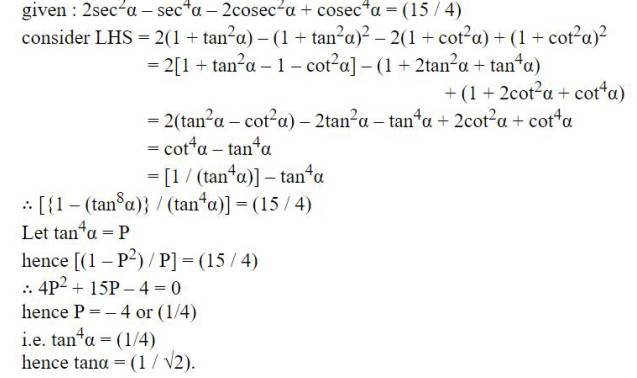 given : 2sec²α – sec⁴α – 2cosec²α + cosec⁴α = (15 / 4)
consider LHS = 2(1 + tan²α) – (1 + tan²α)² – 2(1 + cot²α) + (1 + cot²α)²
= 2[1 + tan²α – 1 – cot²α] – (1 + 2tan²α + tan⁴α)
+ (1 + 2cot²α + cot⁴α)
= 2(tan²α – cot²α) – 2tan²α – tan⁴α + 2cot²α + cot⁴α
= cot⁴α – tan⁴α
= [1 / (tan⁴α)] – tan⁴α
∴ [{1 – (tan⁸α)} / (tan⁴α)] = (15 / 4)
Let tan⁴α = P
hence [(1 – P²) / P] = (15 / 4)
∴ 4P² + 15P – 4 = 0
hence P = – 4 or (1/4)
i.e. tan⁴α = (1/4)
hence tanα = (1 / √2).